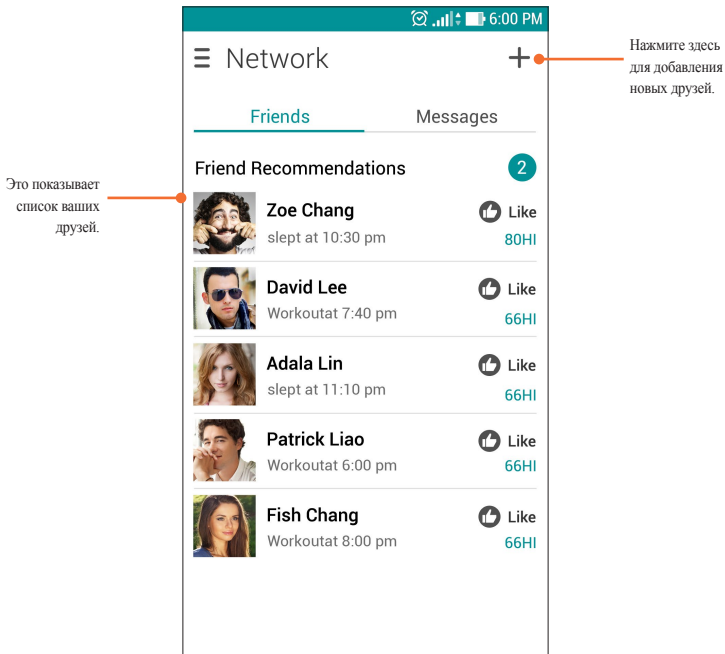 6:00 PM
Network
Нажмите здесь
для добавления
новых друзей.
Friends Messages
Friend Recommendations 2
Это показывает
список ваших
друзей.
Zoe Chang Like
slept at 10:30 pm 80HI
David Lee Like
Workoutat 7:40 pm 66HI
Adala Lin Like
slept at 11:10 pm 66HI
Patrick Liao Like
Workoutat 6:00 pm 66HI
Fish Chang Like
Workoutat 8:00 pm 66HI